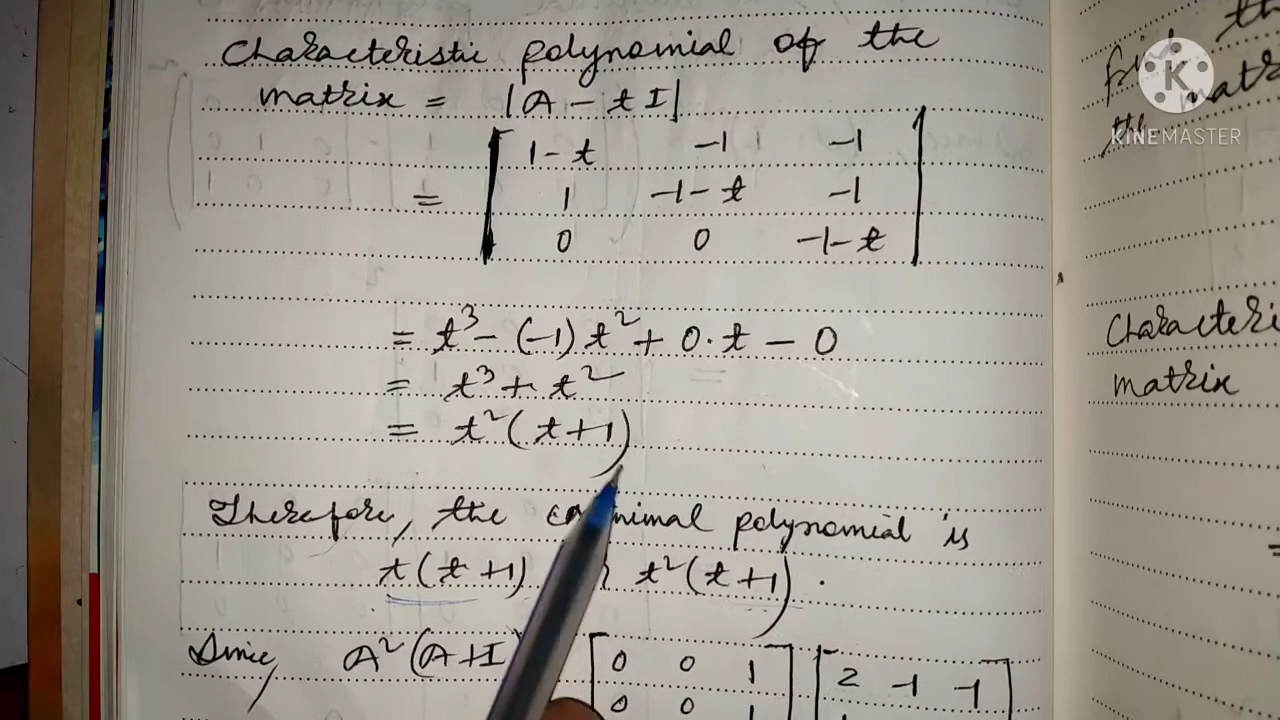 Characteristic polynomial of the
matrix = |A - tI|
= | 1-t -1 -1 |
| 1 -1-t -1 |
| 0 0 -1-t |
= t³ - (-1)t² + 0·t - 0
= t³ + t²
= t²(t+1)
Therefore, the polynomial is
t(t+1) t²(t+1).
Since, A²(A+I [0 0 1] [2 -1 -1]
0 0 1
K
KINEMASTER
the
Characteri
matrix